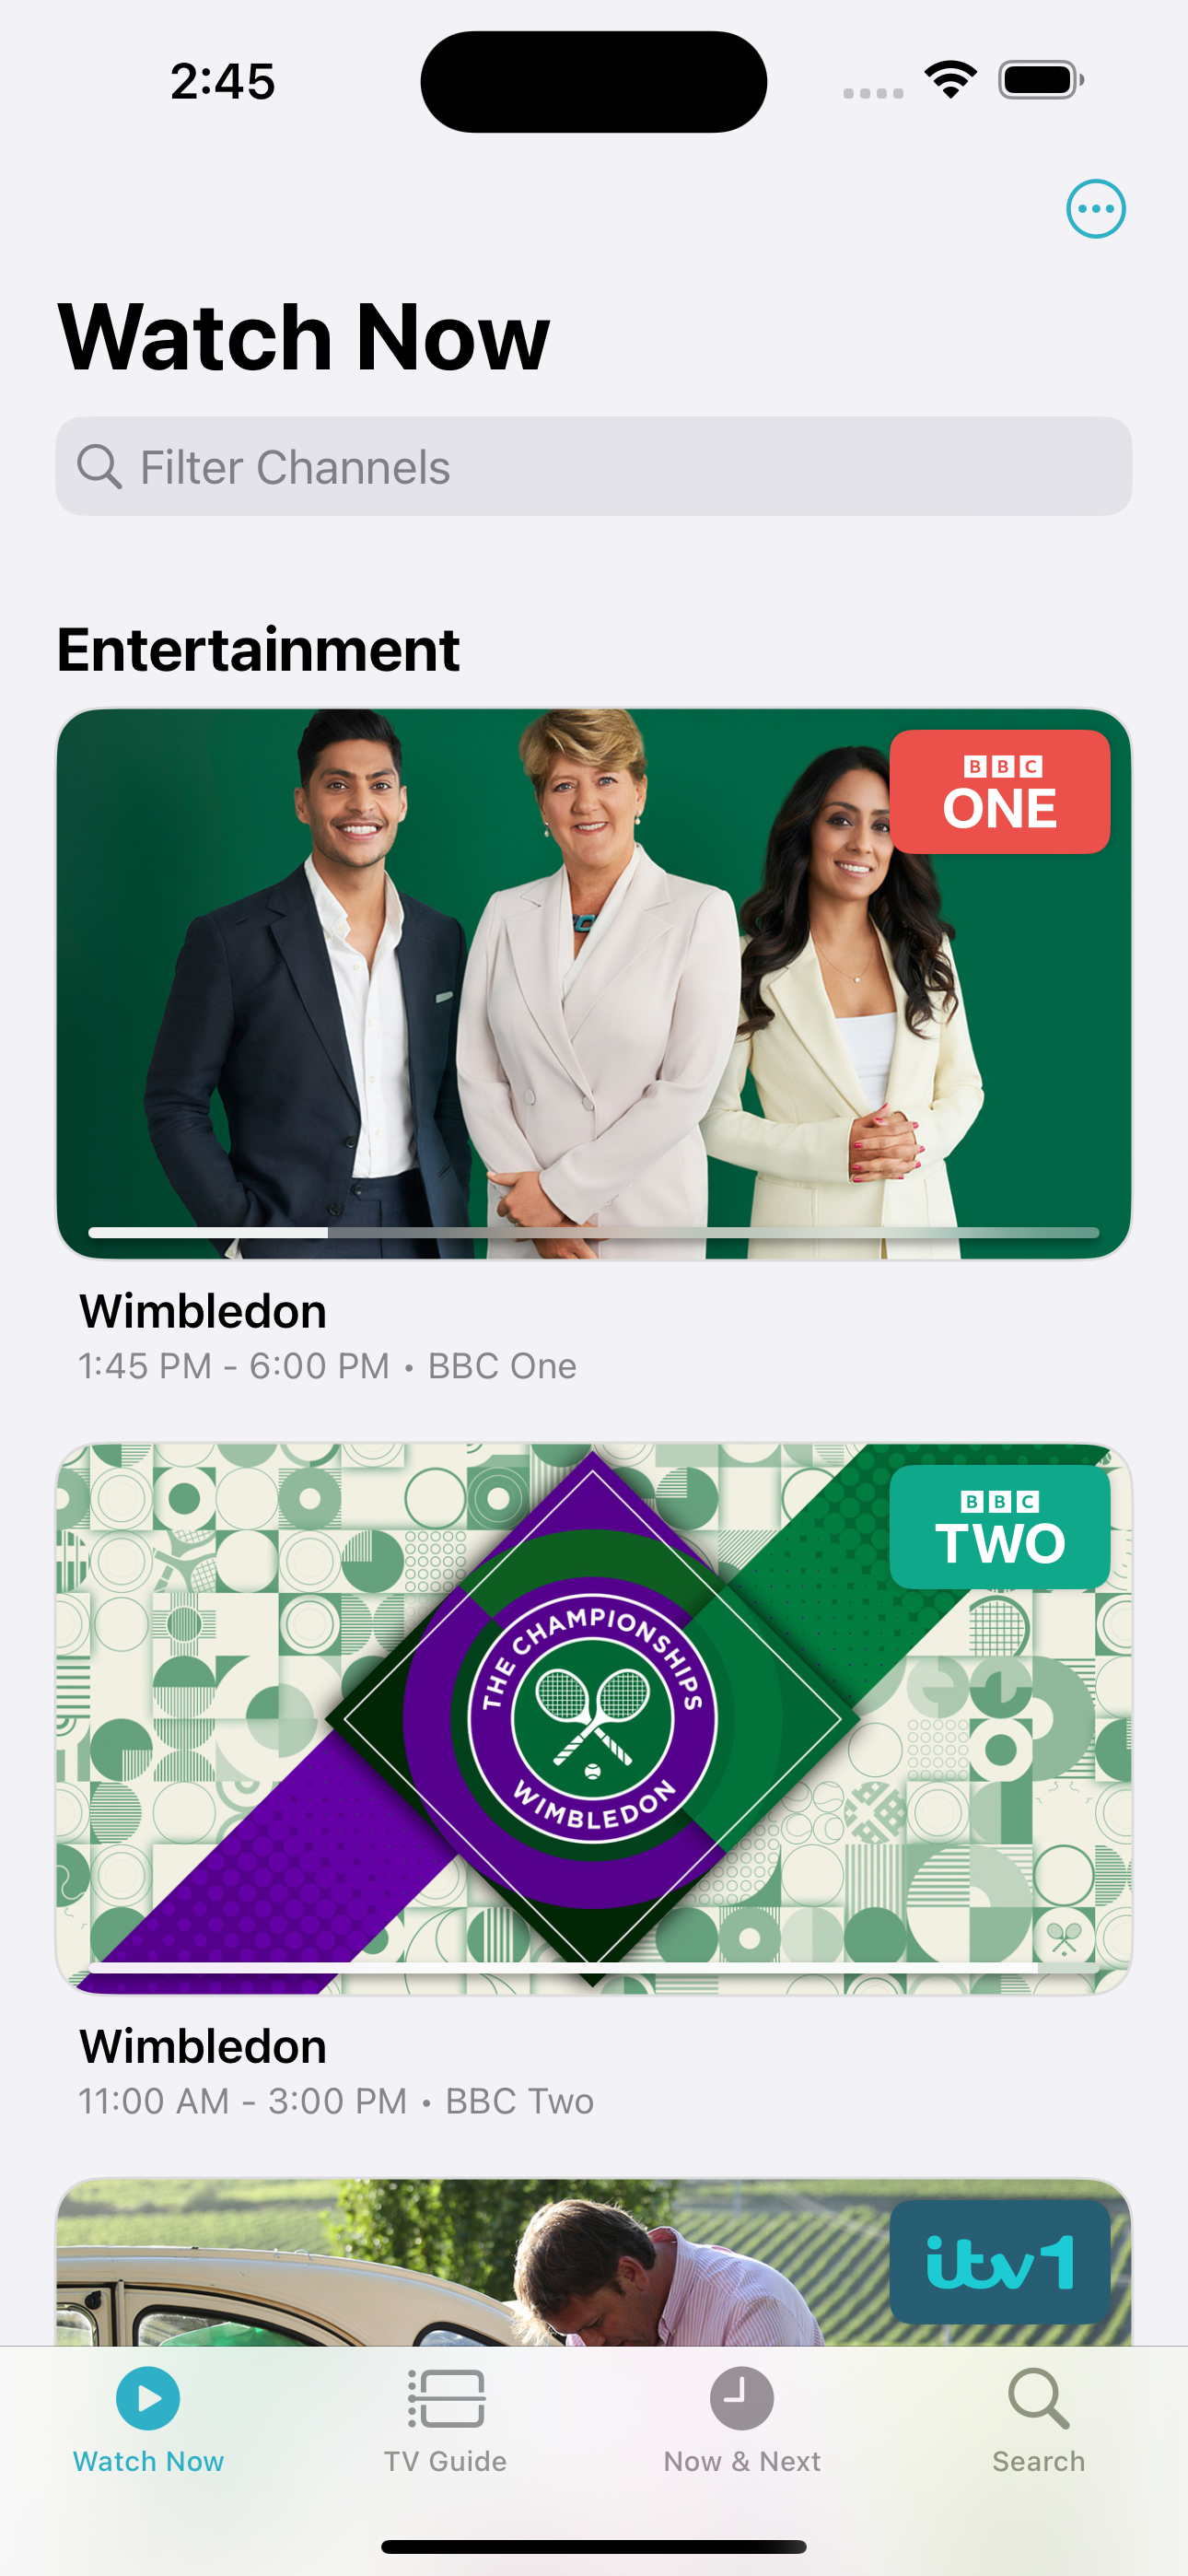 2:45
Watch Now
Filter Channels
Entertainment
BBC
ONE
Wimbledon
1:45 PM - 6:00 PM • BBC One
BBC
TWO
THE CHAMPIONSHIPS
WIMBLEDON
Wimbledon
11:00 AM - 3:00 PM • BBC Two
itv1
Watch Now
TV Guide
Now & Next
Search